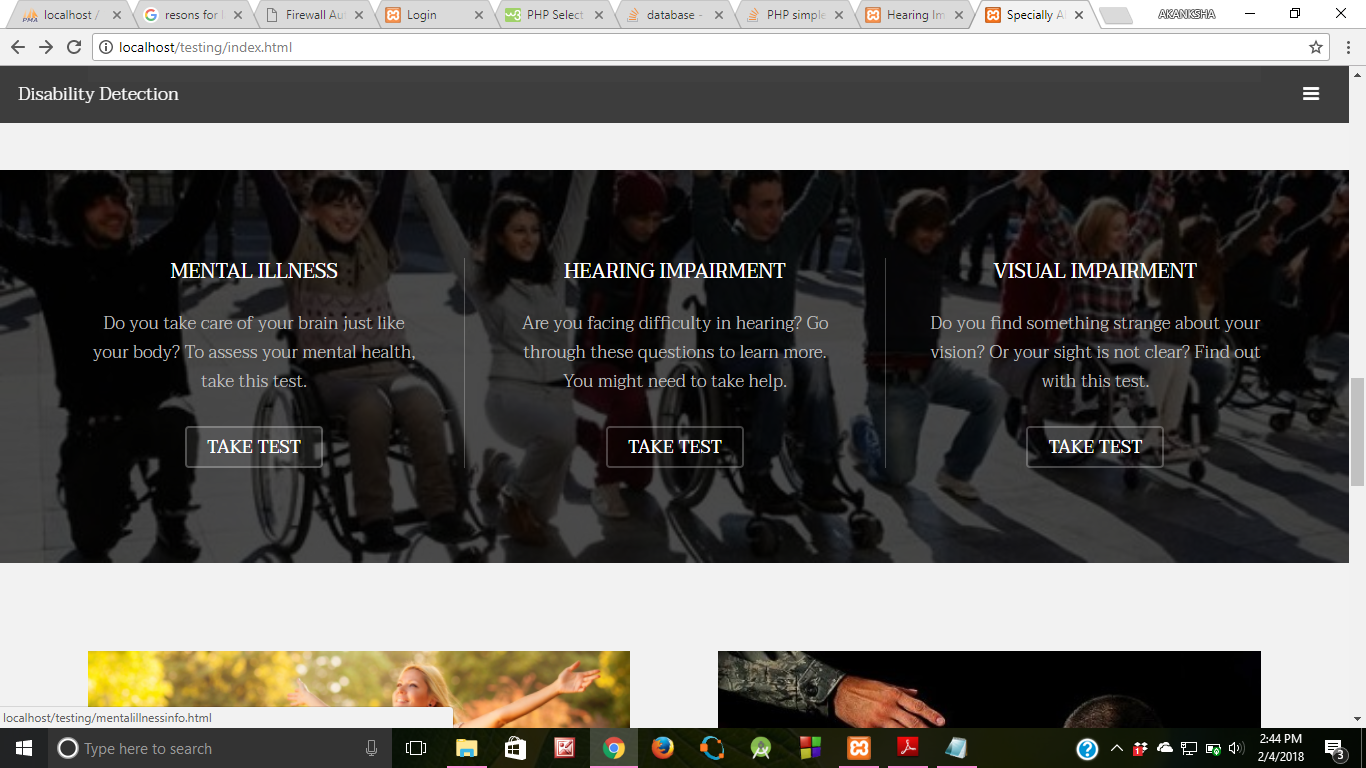 localhost /
resons for
Firewall Au
Login
PHP Select
database -
PHP simple
Hearing Im
Specially A
AKANKSHA
localhost/testing/index.html
Disability Detection
MENTAL ILLNESS
Do you take care of your brain just like
your body? To assess your mental health,
take this test.
TAKE TEST
HEARING IMPAIRMENT
Are you facing difficulty in hearing? Go
through these questions to learn more.
You might need to take help.
TAKE TEST
VISUAL IMPAIRMENT
Do you find something strange about your
vision? Or your sight is not clear? Find out
with this test.
TAKE TEST
localhost/testing/mentalillnessinfo.html
Type here to search
2:44 PM
2/4/2018
3